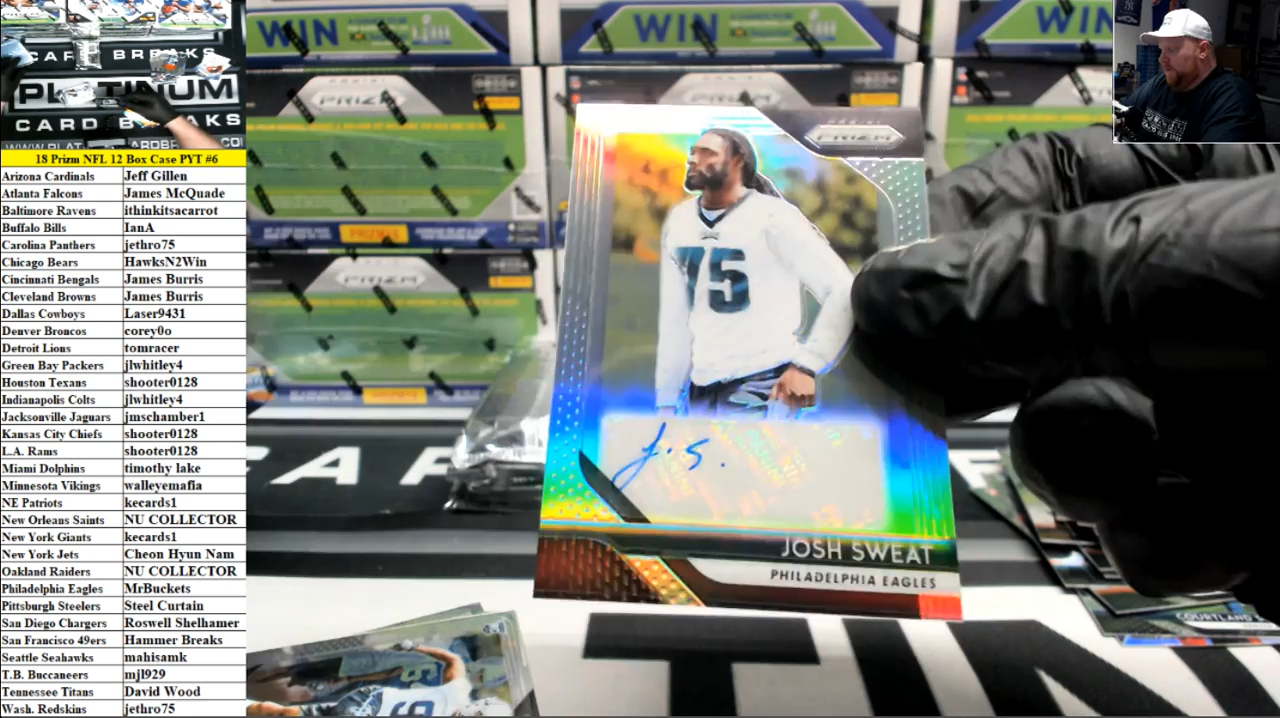 CARD BREAKS
PLATINUM
CARD BREAKS
18 Prizm NFL 12 Box Case PYT #6
Arizona Cardinals Jeff Gillen
Atlanta Falcons James McQuade
Baltimore Ravens ithinkitsacarrot
Buffalo Bills IanA
Carolina Panthers jethro75
Chicago Bears HawksN2Win
Cincinnati Bengals James Burris
Cleveland Browns James Burris
Dallas Cowboys Laser9431
Denver Broncos corey0o
Detroit Lions tomracer
Green Bay Packers jlwhitley4
Houston Texans shooter0128
Indianapolis Colts jlwhitley4
Jacksonville Jaguars jmschamber1
Kansas City Chiefs shooter0128
L.A. Rams shooter0128
Miami Dolphins timothy lake
Minnesota Vikings walleyemafia
NE Patriots kecards1
New Orleans Saints NU COLLECTOR
New York Giants kecards1
New York Jets Cheon Hyun Nam
Oakland Raiders NU COLLECTOR
Philadelphia Eagles MrBuckets
Pittsburgh Steelers Steel Curtain
San Diego Chargers Roswell Shelhamer
San Francisco 49ers Hammer Breaks
Seattle Seahawks mahisamk
T.B. Buccaneers mjl929
Tennessee Titans David Wood
Wash. Redskins jethro75
WIN
WIN
WIN
PRIZM
PRIZM
PRIZM
PANINI
PRIZM
75
J.S.
JOSH SWEAT
PHILADELPHIA EAGLES
CAR
TIN
COURTLAND